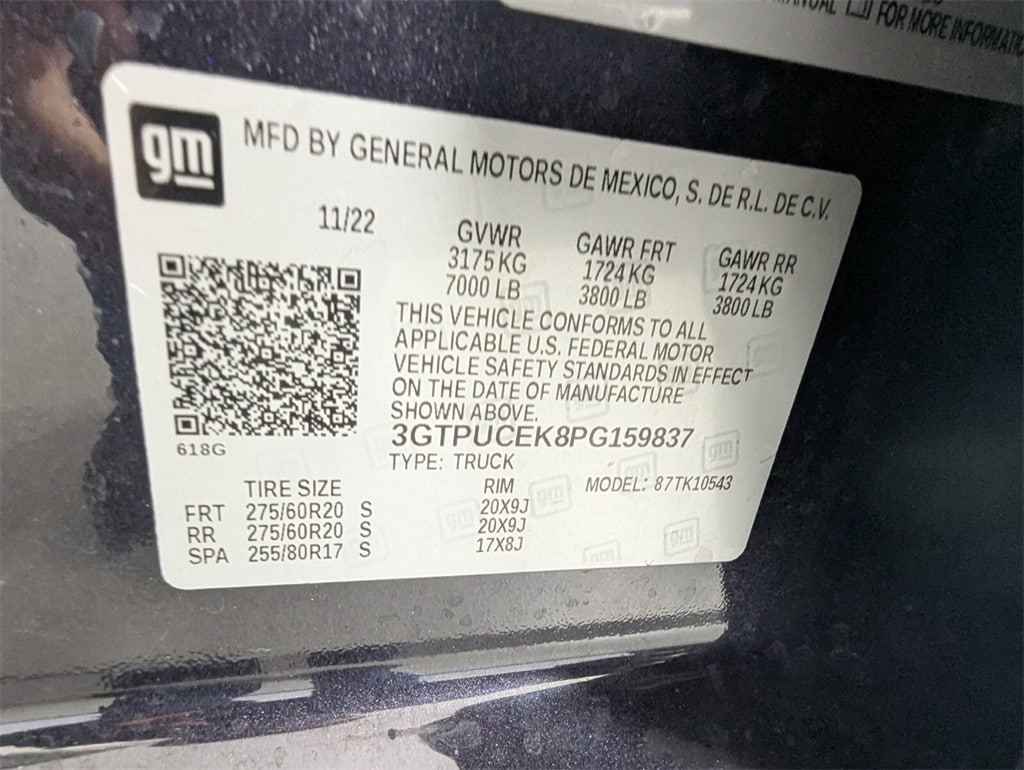 MANUAL FOR MORE INFORMATION
gm
MFD BY GENERAL MOTORS DE MEXICO, S. DE R.L. DE C.V.
11/22
GVWR GAWR FRT GAWR RR
3175 KG 1724 KG 1724 KG
7000 LB 3800 LB 3800 LB
THIS VEHICLE CONFORMS TO ALL
APPLICABLE U.S. FEDERAL MOTOR
VEHICLE SAFETY STANDARDS IN EFFECT
ON THE DATE OF MANUFACTURE
SHOWN ABOVE.
618G
3GTPUCEK8PG159837
TYPE: TRUCK
TIRE SIZE RIM MODEL: 87TK10543
FRT 275/60R20 S 20X9J
RR 275/60R20 S 20X9J
SPA 255/80R17 S 17X8J